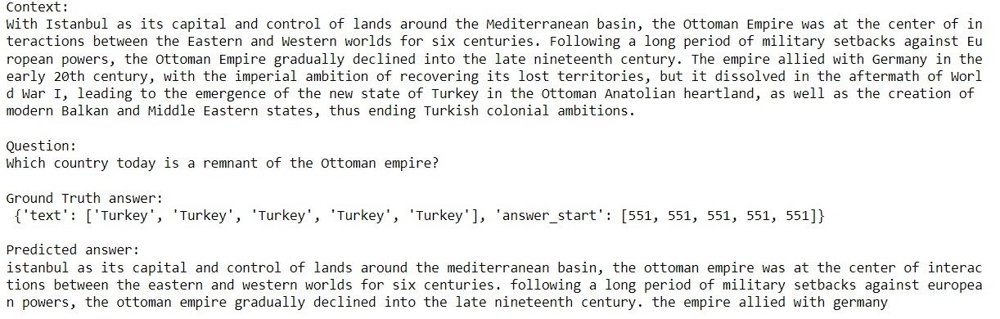 Context:
With Istanbul as its capital and control of lands around the Mediterranean basin, the Ottoman Empire was at the center of in
teractions between the Eastern and Western worlds for six centuries. Following a long period of military setbacks against Eu
ropean powers, the Ottoman Empire gradually declined into the late nineteenth century. The empire allied with Germany in the
early 20th century, with the imperial ambition of recovering its lost territories, but it dissolved in the aftermath of Worl
d War I, leading to the emergence of the new state of Turkey in the Ottoman Anatolian heartland, as well as the creation of
modern Balkan and Middle Eastern states, thus ending Turkish colonial ambitions.
Question:
Which country today is a remnant of the Ottoman empire?
Ground Truth answer:
{'text': ['Turkey', 'Turkey', 'Turkey', 'Turkey', 'Turkey'], 'answer_start': [551, 551, 551, 551, 551]}
Predicted answer:
istanbul as its capital and control of lands around the mediterranean basin, the ottoman empire was at the center of interac
tions between the eastern and western worlds for six centuries. following a long period of military setbacks against europea
n powers, the ottoman empire gradually declined into the late nineteenth century. the empire allied with germany